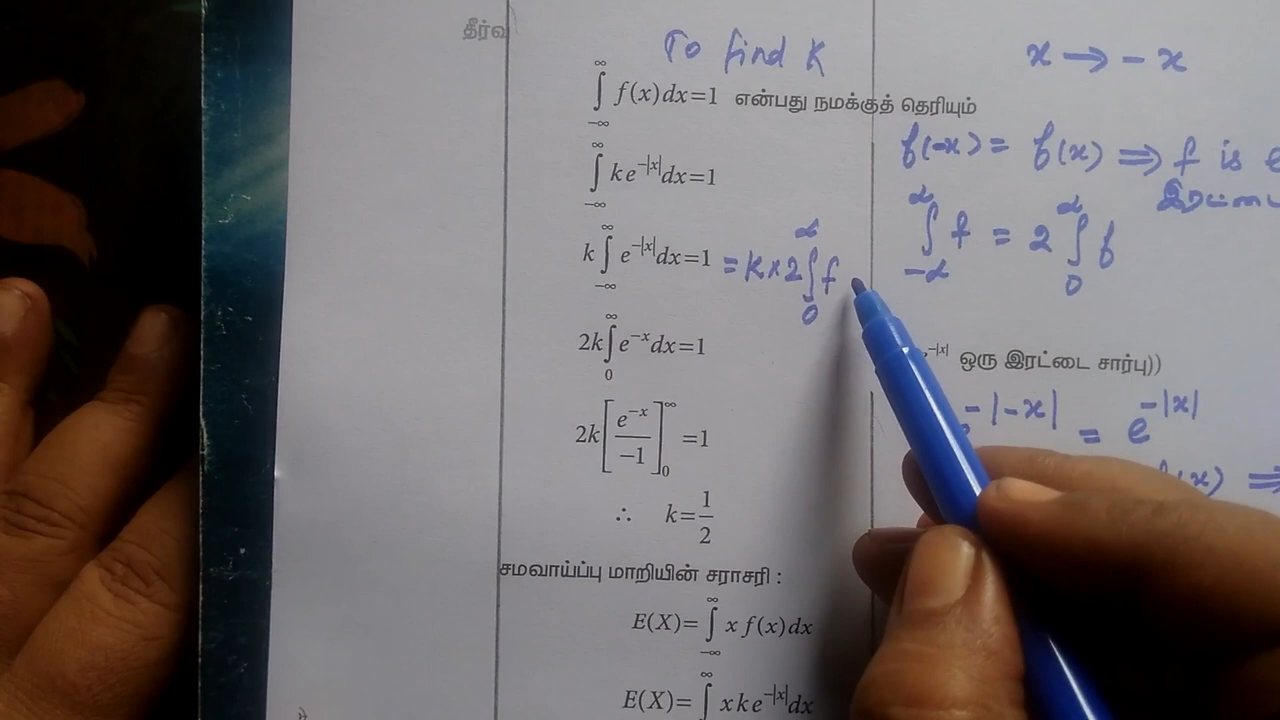 தீர்வு
To find K
∞∫−∞ f(x)dx=1 என்பது நமக்குத் தெரியும்
∞∫−∞ ke^−|x|dx=1
k ∞∫−∞ e^−|x|dx=1 = K×2 ∞∫0 f
2k ∞∫0 e^−x dx=1
2k[e^−x/−1]∞0 =1
∴ k=1/2
சமவாய்ப்பு மாறியின் சராசரி :
E(X)= ∞∫−∞ x f(x)dx
E(X)= ∞∫ x k e^−|x|dx
x → − x
f(-x) = f(x) ⇒ f is
இரட்டை
∞∫−∞ f = 2 ∞∫0 f
−|x| ஒரு இரட்டை சார்பு))
−|−x| = e^−|x|
(x) ⇒